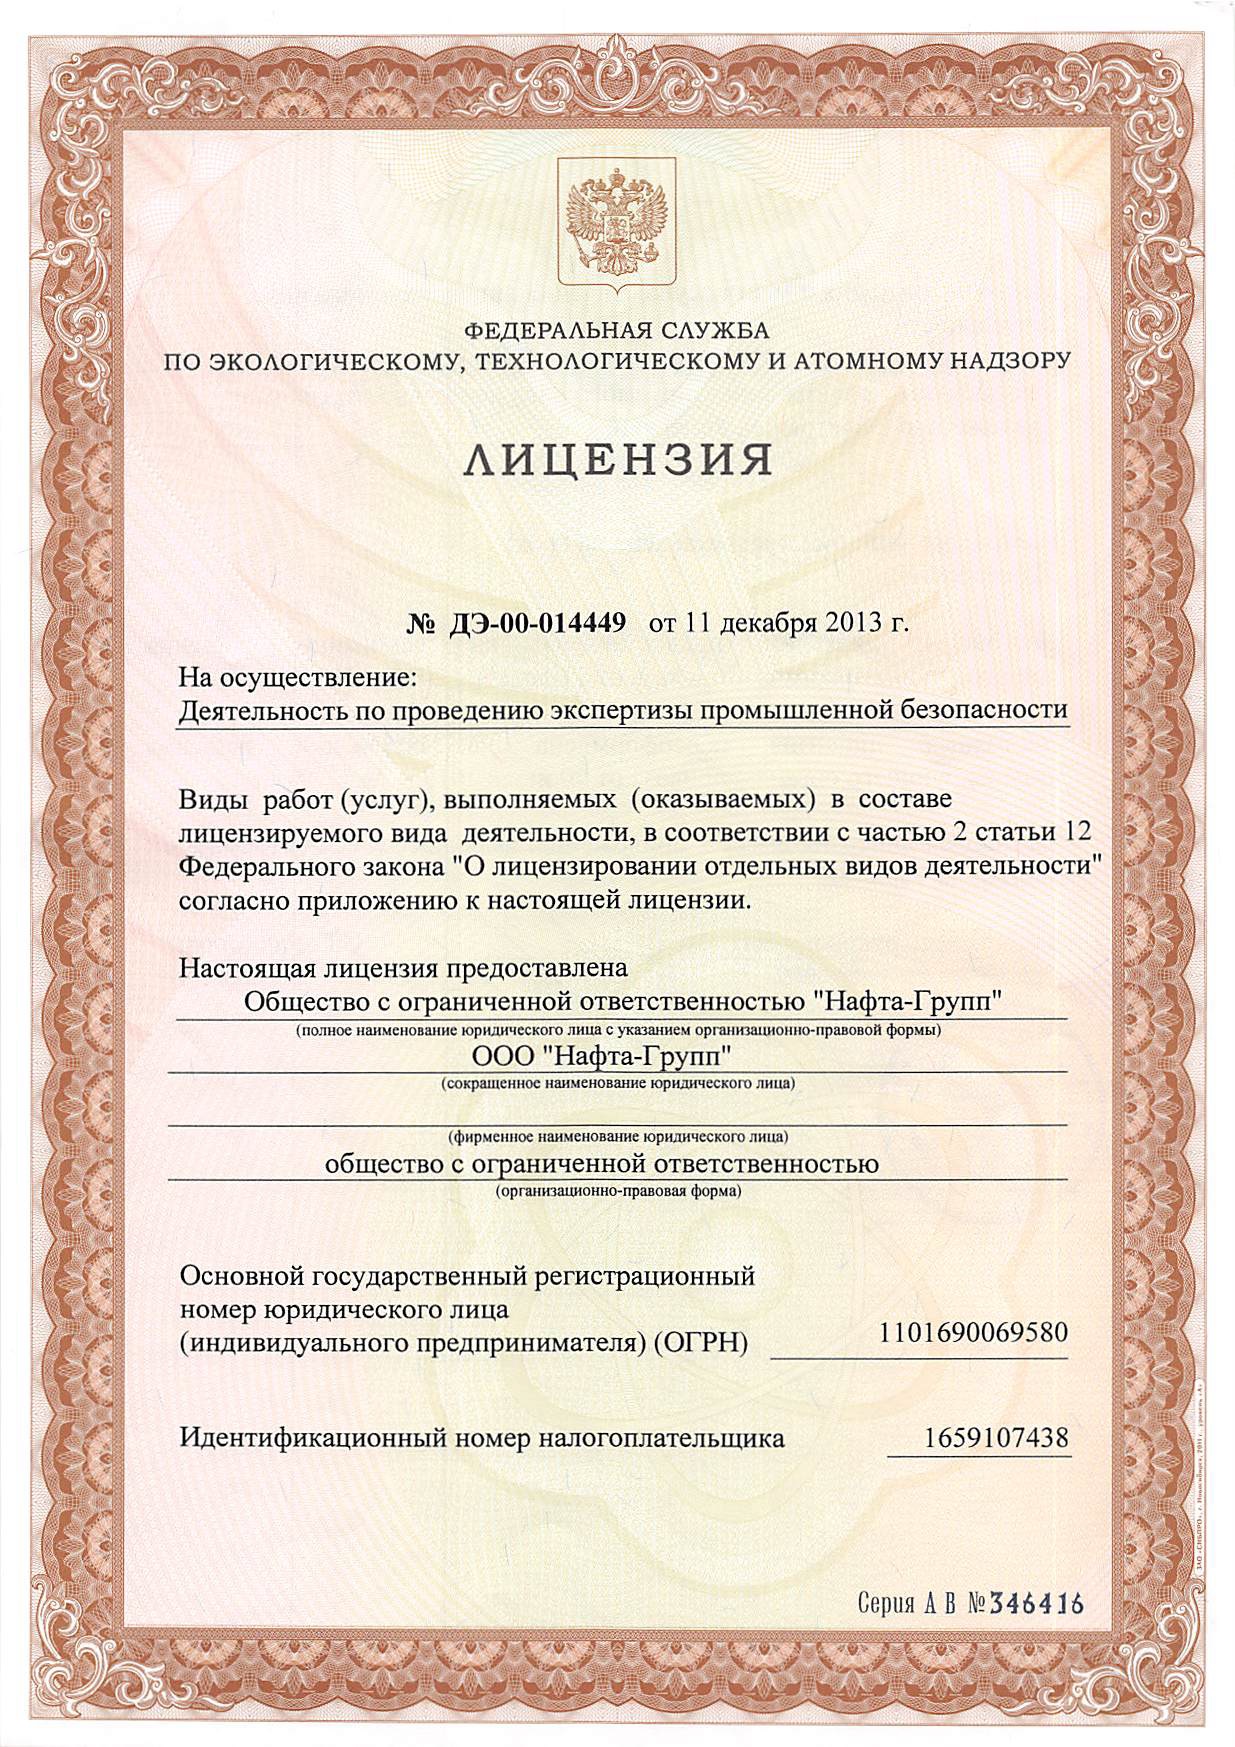 ФЕДЕРАЛЬНАЯ СЛУЖБА
ПО ЭКОЛОГИЧЕСКОМУ, ТЕХНОЛОГИЧЕСКОМУ И АТОМНОМУ НАДЗОРУ
ЛИЦЕНЗИЯ
№ ДЭ-00-014449 от 11 декабря 2013 г.
На осуществление:
Деятельность по проведению экспертизы промышленной безопасности
Виды работ (услуг), выполняемых (оказываемых) в составе
лицензируемого вида деятельности, в соответствии с частью 2 статьи 12
Федерального закона "О лицензировании отдельных видов деятельности"
согласно приложению к настоящей лицензии.
Настоящая лицензия предоставлена
Общество с ограниченной ответственностью "Нафта-Групп"
(полное наименование юридического лица с указанием организационно-правовой формы)
ООО "Нафта-Групп"
(сокращенное наименование юридического лица)
(фирменное наименование юридического лица)
общество с ограниченной ответственностью
(организационно-правовая форма)
Основной государственный регистрационный
номер юридического лица
(индивидуального предпринимателя) (ОГРН) 1101690069580
Идентификационный номер налогоплательщика 1659107438
Серия А В №346416
ЗАО «СИБПРО», г. Новосибирск, 2011 г., уровень «А»